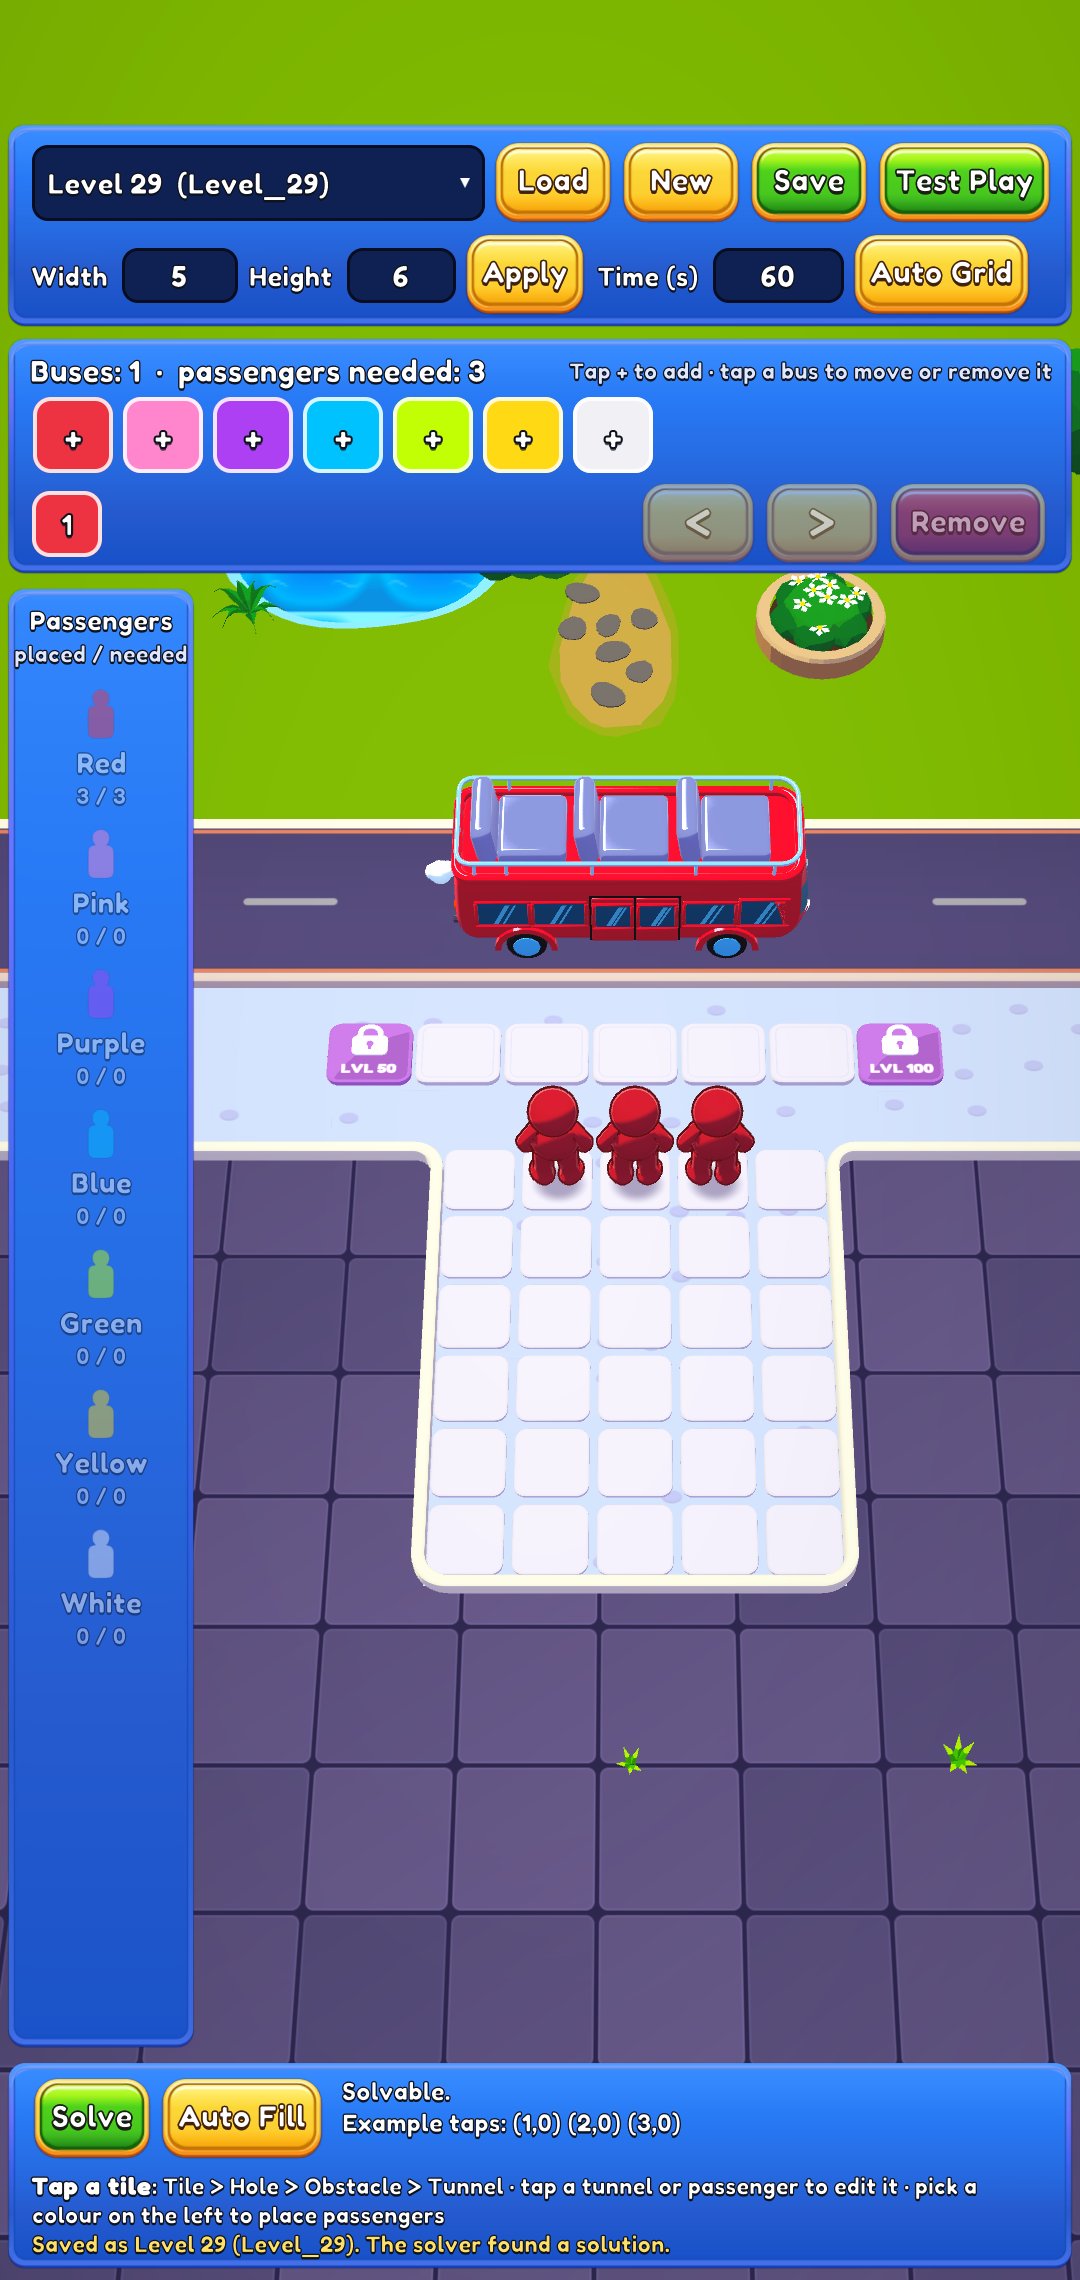 Level 29 (Level_29) ▼ Load New Save Test Play
Width 5 Height 6 Apply Time (s) 60 Auto Grid
Buses: 1 · passengers needed: 3 Tap + to add · tap a bus to move or remove it
+ + + + + + +
1 < > Remove
Passengers
placed / needed
Red
3 / 3
Pink
0 / 0
Purple
0 / 0
Blue
0 / 0
Green
0 / 0
Yellow
0 / 0
White
0 / 0
LVL 50 LVL 100
Solve Auto Fill
Solvable.
Example taps: (1,0) (2,0) (3,0)
Tap a tile: Tile > Hole > Obstacle > Tunnel · tap a tunnel or passenger to edit it · pick a
colour on the left to place passengers
Saved as Level 29 (Level_29). The solver found a solution.